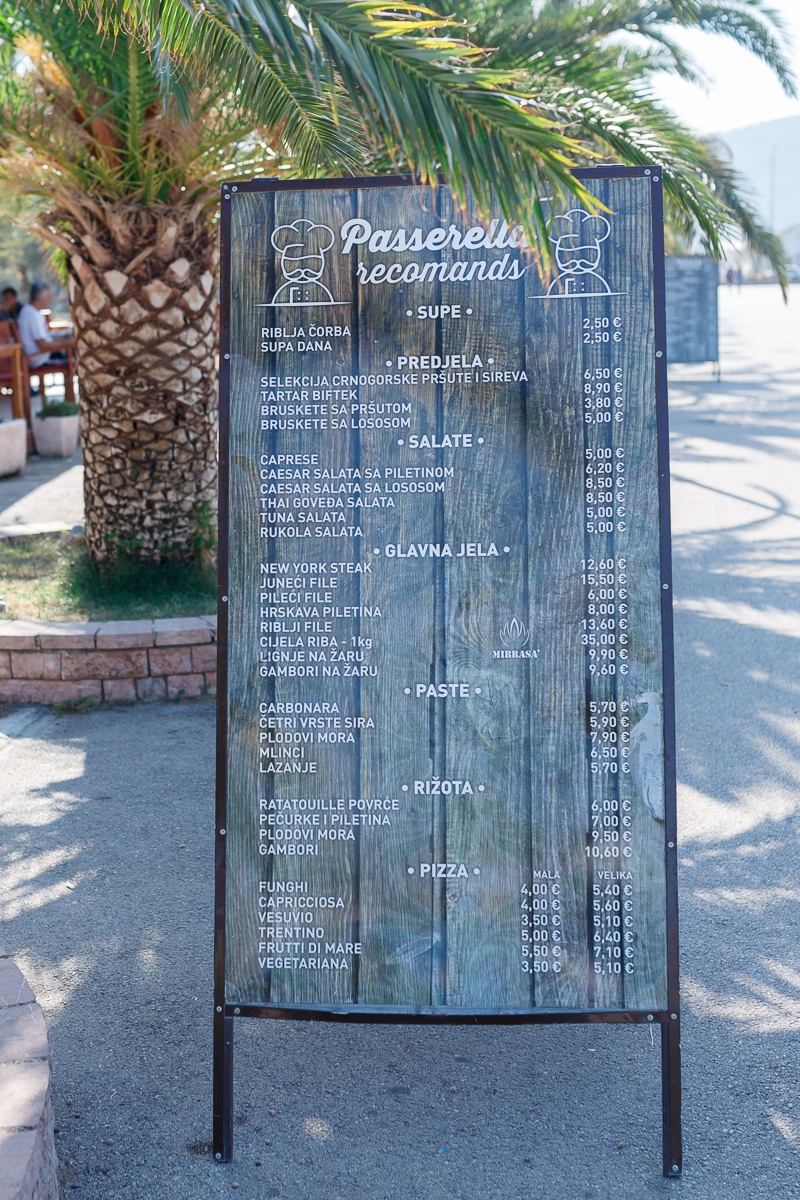 Passerella
recomands
• SUPE •
RIBLJA ČORBA 2,50 €
SUPA DANA 2,50 €
• PREDJELA •
SELEKCIJA CRNOGORSKE PRŠUTE I SIREVA 6,50 €
TARTAR BIFTEK 8,90 €
BRUSKETE SA PRŠUTOM 3,80 €
BRUSKETE SA LOSOSOM 5,00 €
• SALATE •
CAPRESE 5,00 €
CAESAR SALATA SA PILETINOM 6,20 €
CAESAR SALATA SA LOSOSOM 8,50 €
THAI GOVEĐA SALATA 8,50 €
TUNA SALATA 5,00 €
RUKOLA SALATA 5,00 €
• GLAVNA JELA •
NEW YORK STEAK 12,60 €
JUNEĆI FILE 15,50 €
PILEĆI FILE 6,00 €
HRSKAVA PILETINA 8,00 €
RIBLJI FILE 13,60 €
CIJELA RIBA - 1kg 35,00 €
MIBRASA
LIGNJE NA ŽARU 9,90 €
GAMBORI NA ŽARU 9,60 €
• PASTE •
CARBONARA 5,70 €
ČETRI VRSTE SIRA 5,90 €
PLODOVI MORA 7,90 €
MLINCI 6,50 €
LAZANJE 5,70 €
• RIŽOTA •
RATATOUILLE POVRĆE 6,00 €
PEČURKE I PILETINA 7,00 €
PLODOVI MORA 9,50 €
GAMBORI 10,60 €
• PIZZA • MALA VELIKA
FUNGHI 4,00 € 5,40 €
CAPRICCIOSA 4,00 € 5,60 €
VESUVIO 3,50 € 5,10 €
TRENTINO 5,00 € 6,40 €
FRUTTI DI MARE 5,50 € 7,10 €
VEGETARIANA 3,50 € 5,10 €